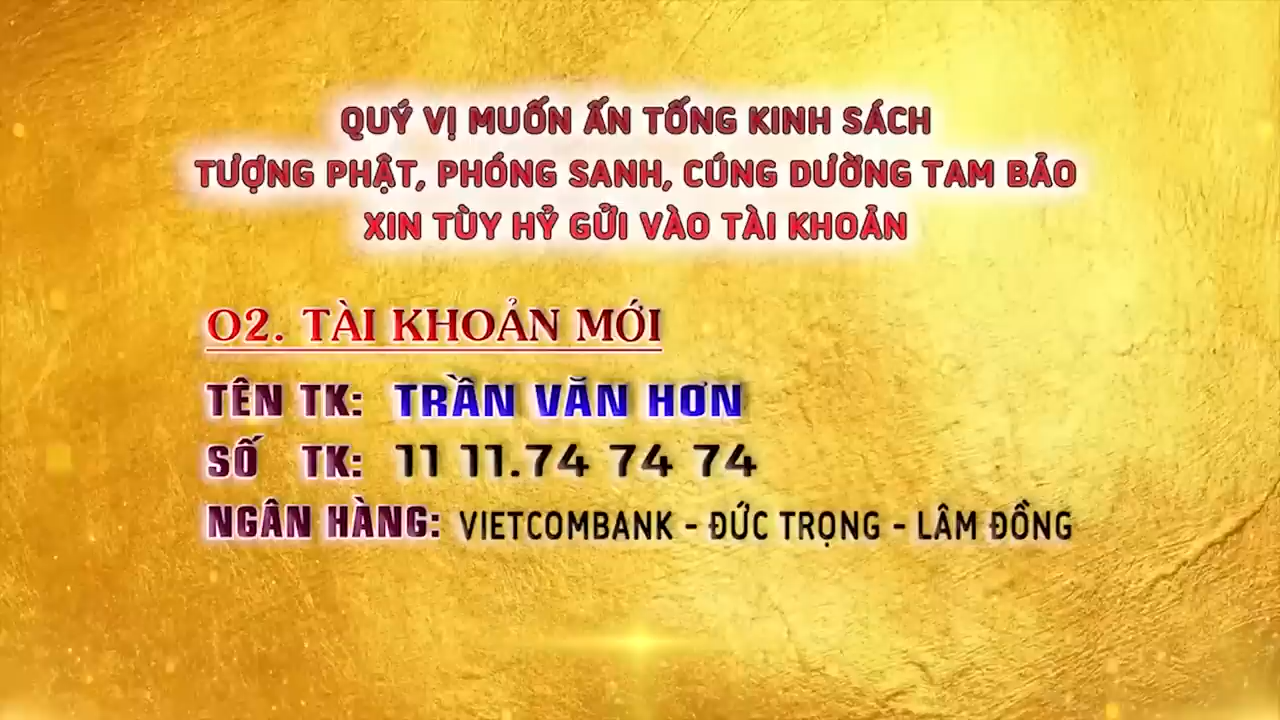 QUÝ VỊ MUỐN ẤN TỐNG KINH SÁCH
TƯỢNG PHẬT, PHÓNG SANH, CÚNG DƯỜNG TAM BẢO
XIN TÙY HỶ GỬI VÀO TÀI KHOẢN
02. TÀI KHOẢN MỚI
TÊN TK: TRẦN VĂN HƠN
SỐ TK: 11 11.74 74 74
NGÂN HÀNG: VIETCOMBANK - ĐỨC TRỌNG - LÂM ĐỒNG